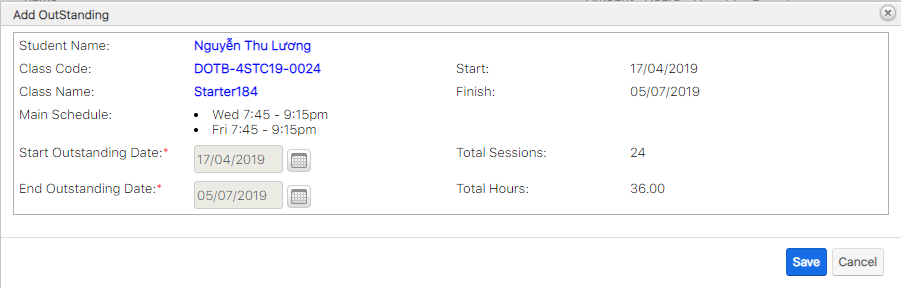 Add OutStanding
Student Name: Nguyễn Thu Lương
Class Code: DOTB-4STC19-0024 Start: 17/04/2019
Class Name: Starter184 Finish: 05/07/2019
Main Schedule: • Wed 7:45 - 9:15pm
• Fri 7:45 - 9:15pm
Start Outstanding Date:* 17/04/2019 Total Sessions: 24
End Outstanding Date:* 05/07/2019 Total Hours: 36.00
Save Cancel